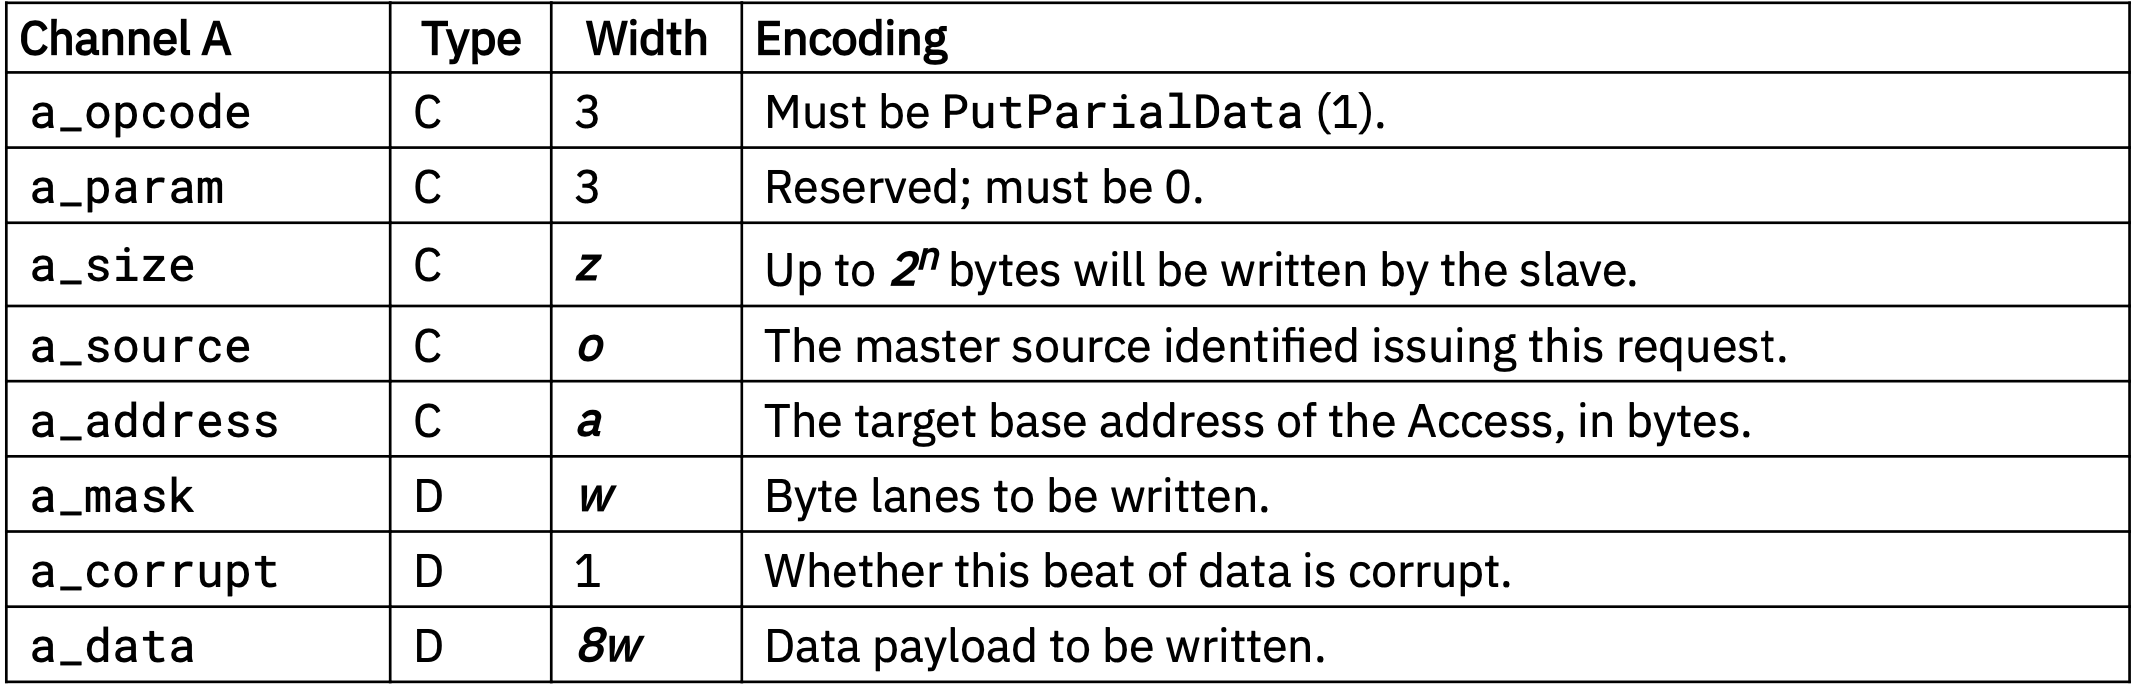 Channel A Type Width Encoding
a_opcode C 3 Must be PutParialData (1).
a_param C 3 Reserved; must be 0.
a_size C z Up to 2ⁿ bytes will be written by the slave.
a_source C o The master source identified issuing this request.
a_address C a The target base address of the Access, in bytes.
a_mask D w Byte lanes to be written.
a_corrupt D 1 Whether this beat of data is corrupt.
a_data D 8w Data payload to be written.